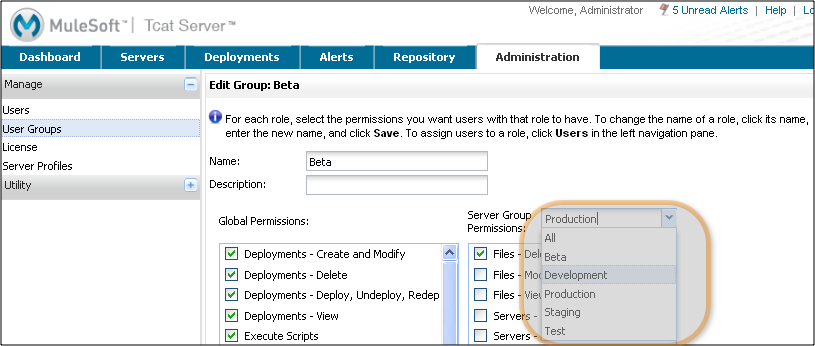 Welcome, Administrator 5 Unread Alerts | Help | Lo
MuleSoft™ | Tcat Server™
Dashboard Servers Deployments Alerts Repository Administration
Manage
Users
User Groups
License
Server Profiles
Utility
Edit Group: Beta
For each role, select the permissions you want users with that role to have. To change the name of a role, click its name,
enter the new name, and click Save. To assign users to a role, click Users in the left navigation pane.
Name: Beta
Description:
Global Permissions:
Deployments - Create and Modify
Deployments - Delete
Deployments - Deploy, Undeploy, Redep
Deployments - View
Execute Scripts
Server Group Permissions: Production
All
Beta
Development
Production
Staging
Test
Files - Del
Files - Mod
Files - Vie
Servers -
Servers -